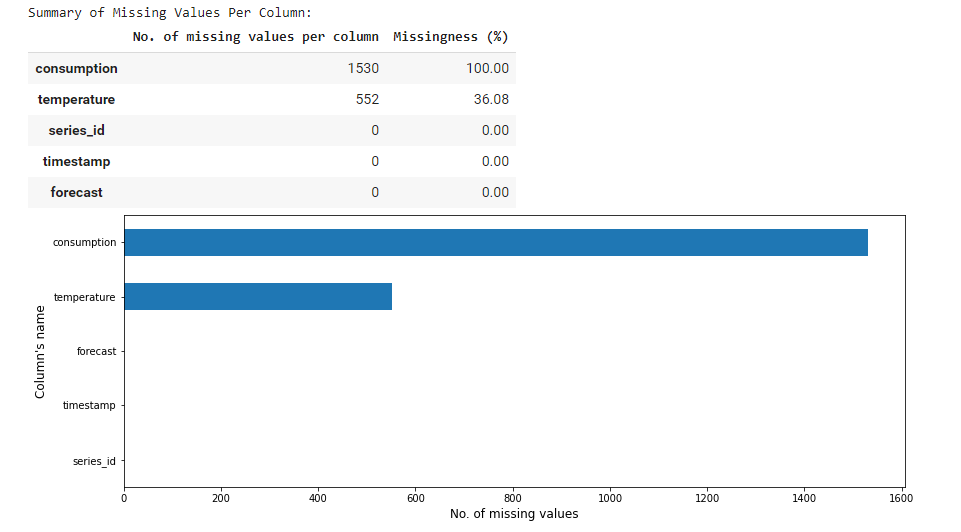 Summary of Missing Values Per Column:
No. of missing values per column Missingness (%)
consumption 1530 100.00
temperature 552 36.08
series_id 0 0.00
timestamp 0 0.00
forecast 0 0.00
consumption
temperature
forecast
timestamp
series_id
Column's name
0 200 400 600 800 1000 1200 1400 1600
No. of missing values